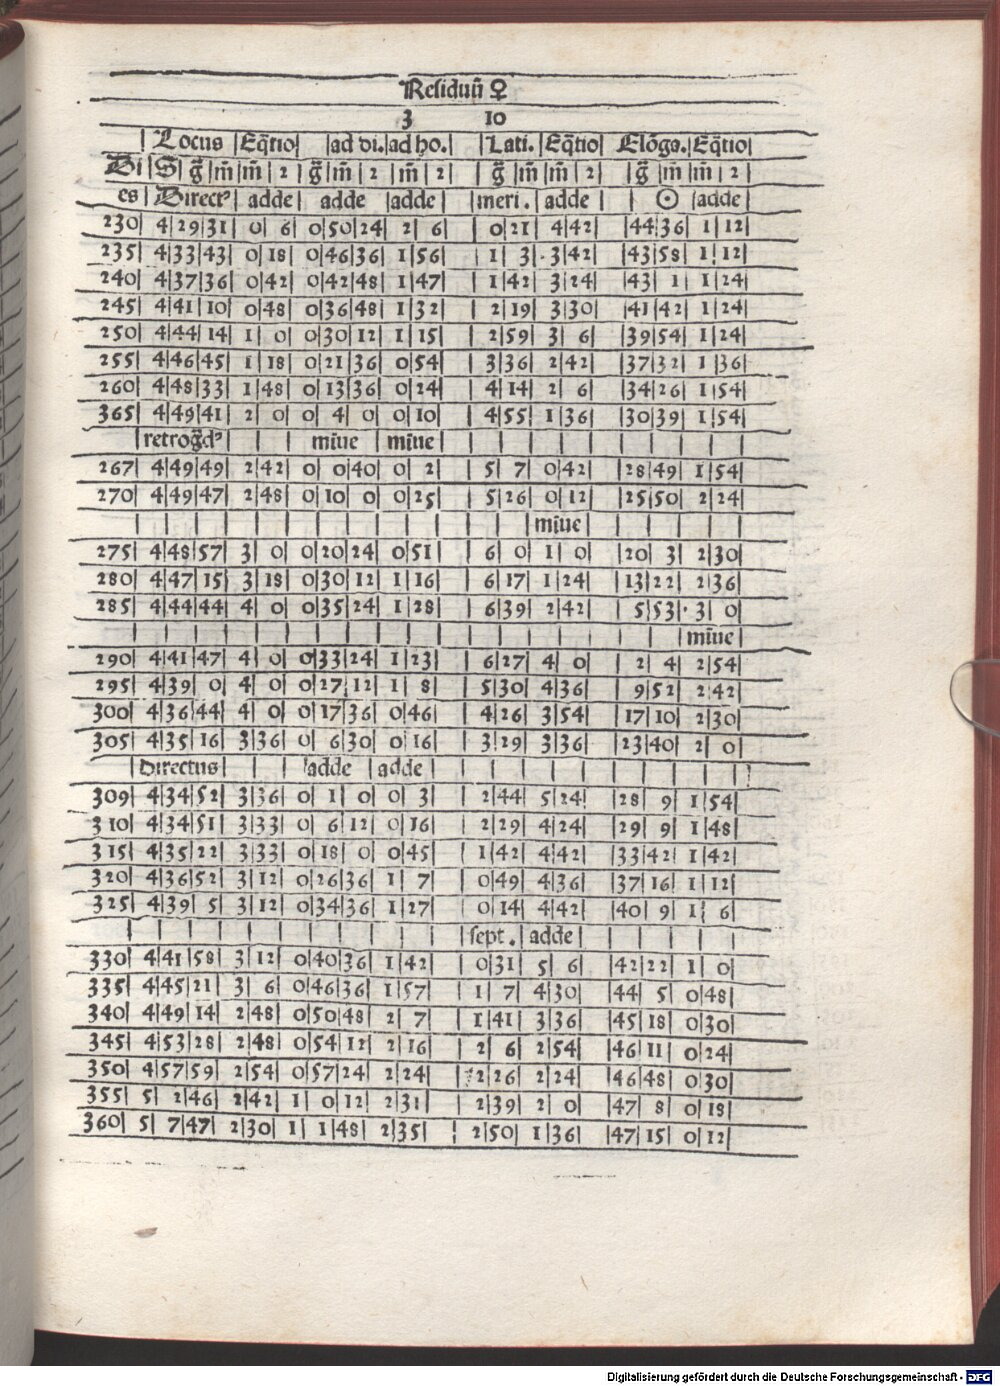 Residuũ ♀
3 10
| Locus |Eq̃tio| |ad di.|ad ho.| |Lati.|Eq̃tio| Elõga.|Eq̃tio|
Di |S| g̃ |m̃|m̃| 2| g̃|m̃| 2 |m̃| 2| | g̃ |m̃|m̃| 2| |g̃ |m̃|m̃| 2 |
es | Direct⁹ | adde | adde |adde | |meri. | adde | | ☉ |adde |
230| 4|29|31| 0| 6| 0|50|24| 2| 6| | 0|21| 4|42| |44|36| 1|12|
235| 4|33|43| 0|18| 0|46|36| 1|56| | 1| 3| 3|42| |43|58| 1|12|
240| 4|37|36| 0|42| 0|42|48| 1|47| | 1|42| 3|24| |43| 1| 1|24|
245| 4|41|10| 0|48| 0|36|48| 1|32| | 2|19| 3|30| |41|42| 1|24|
250| 4|44|14| 1| 0| 0|30|12| 1|15| | 2|59| 3| 6| |39|54| 1|24|
255| 4|46|45| 1|18| 0|21|36| 0|54| | 3|36| 2|42| |37|32| 1|36|
260| 4|48|33| 1|48| 0|13|36| 0|24| | 4|14| 2| 6| |34|26| 1|54|
365| 4|49|41| 2| 0| 0| 4| 0| 0|10| | 4|55| 1|36| |30|39| 1|54|
|retrog̃d⁹| | | miñue | miñue | | | | | | | | | |
267| 4|49|49| 2|42| 0| 0|40| 0| 2| | 5| 7| 0|42| |28|49| 1|54|
270| 4|49|47| 2|48| 0|10| 0| 0|25| | 5|26| 0|12| |25|50| 2|24|
| | | | | | | | | | | | | miñue | | | | | |
275| 4|48|57| 3| 0| 0|20|24| 0|51| | 6| 0| 1| 0| |20| 3| 2|30|
280| 4|47|15| 3|18| 0|30|12| 1|16| | 6|17| 1|24| |13|22| 2|36|
285| 4|44|44| 4| 0| 0|35|24| 1|28| | 6|39| 2|42| | 5|53| 3| 0|
| | | | | | | | | | | | | | | | | |miñue |
290| 4|41|47| 4| 0| 0|33|24| 1|23| | 6|27| 4| 0| | 2| 4| 2|54|
295| 4|39| 0| 4| 0| 0|27|12| 1| 8| | 5|30| 4|36| | 9|52| 2|42|
300| 4|36|44| 4| 0| 0|17|36| 0|46| | 4|26| 3|54| |17|10| 2|30|
305| 4|35|16| 3|36| 0| 6|30| 0|16| | 3|29| 3|36| |23|40| 2| 0|
| Directus | | | |adde |adde | | | | | | | | | | |
309| 4|34|52| 3|36| 0| 1| 0| 0| 3| | 2|44| 5|24| |28| 9| 1|54|
310| 4|34|51| 3|33| 0| 6|12| 0|16| | 2|29| 4|24| |29| 9| 1|48|
315| 4|35|22| 3|33| 0|18| 0| 0|45| | 1|42| 4|42| |33|42| 1|42|
320| 4|36|52| 3|12| 0|26|36| 1| 7| | 0|49| 4|36| |37|16| 1|12|
325| 4|39| 5| 3|12| 0|34|36| 1|27| | 0|14| 4|42| |40| 9| 1| 6|
| | | | | | | | | | | |sept. | adde | | | | | |
330| 4|41|58| 3|12| 0|40|36| 1|42| | 0|31| 5| 6| |42|22| 1| 0|
335| 4|45|21| 3| 6| 0|46|36| 1|57| | 1| 7| 4|30| |44| 5| 0|48|
340| 4|49|14| 2|48| 0|50|48| 2| 7| | 1|41| 3|36| |45|18| 0|30|
345| 4|53|28| 2|48| 0|54|12| 2|16| | 2| 6| 2|54| |46|11| 0|24|
350| 4|57|59| 2|54| 0|57|24| 2|24| | 2|26| 2|24| |46|48| 0|30|
355| 5| 2|46| 2|42| 1| 0|12| 2|31| | 2|39| 2| 0| |47| 8| 0|18|
360| 5| 7|47| 2|30| 1| 1|48| 2|35| | 2|50| 1|36| |47|15| 0|12|
Digitalisierung gefördert durch die Deutsche Forschungsgemeinschaft - DFG